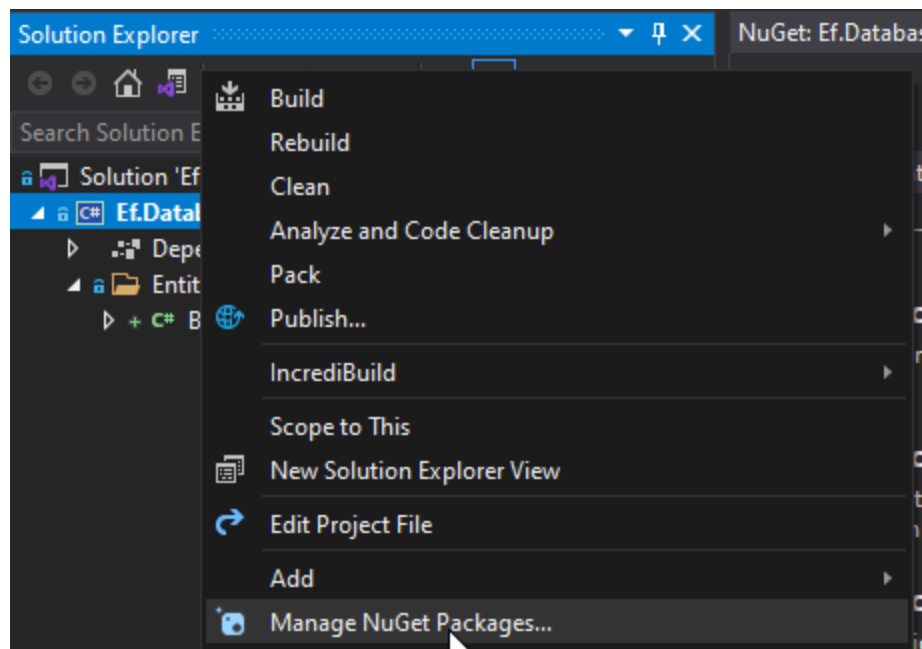 Solution Explorer
NuGet: Ef.Databas
Search Solution E
Solution 'Ef
C# Ef.Datal
Depe
Entit
C# B
Build
Rebuild
Clean
Analyze and Code Cleanup
Pack
Publish...
IncrediBuild
Scope to This
New Solution Explorer View
Edit Project File
Add
Manage NuGet Packages...